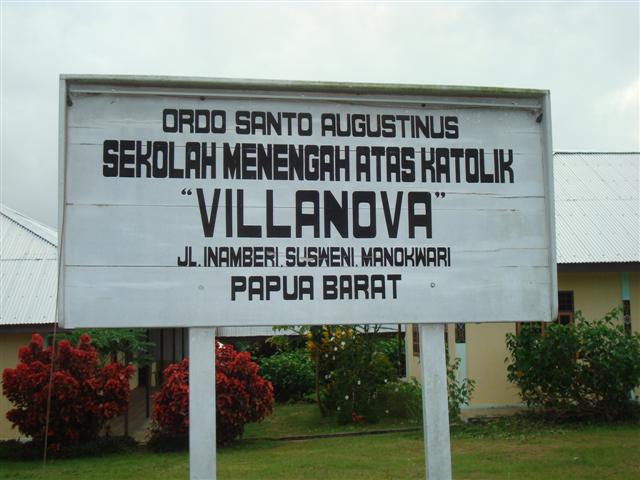 ORDO SANTO AUGUSTINUS
SEKOLAH MENENGAH ATAS KATOLIK
"VILLANOVA"
JL. INAMBERI. SUSWENI. MANOKWARI
PAPUA BARAT